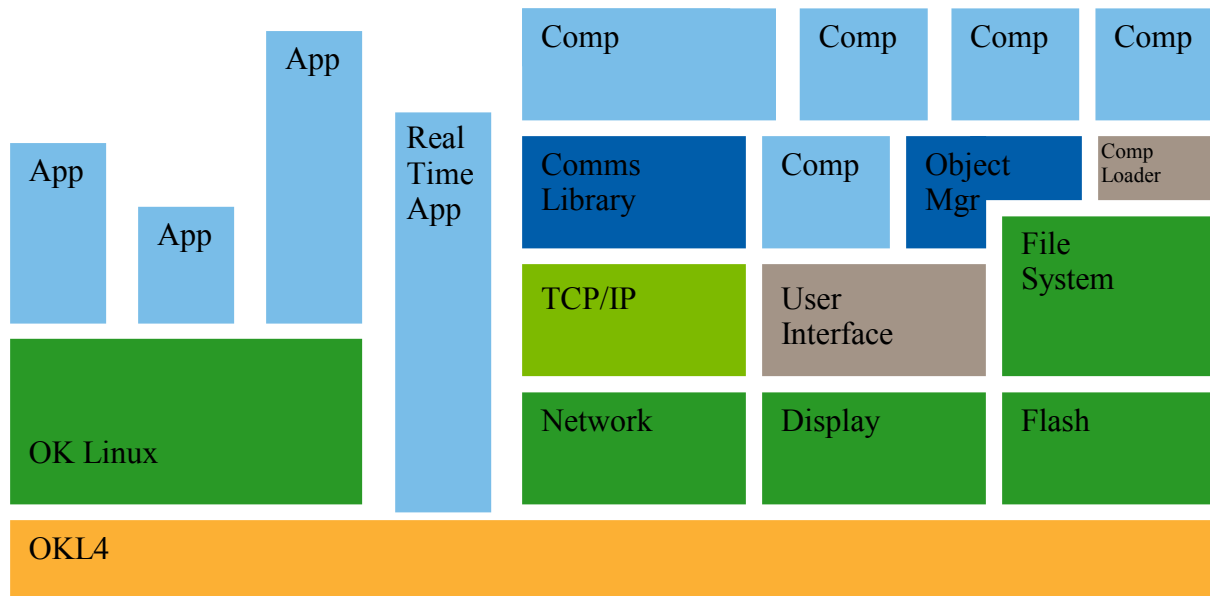 App
App
App
Real
Time
App
Comp
Comp
Comp
Comp
Comms
Library
Comp
Object
Mgr
Comp
Loader
TCP/IP
User
Interface
File
System
OK Linux
Network
Display
Flash
OKL4